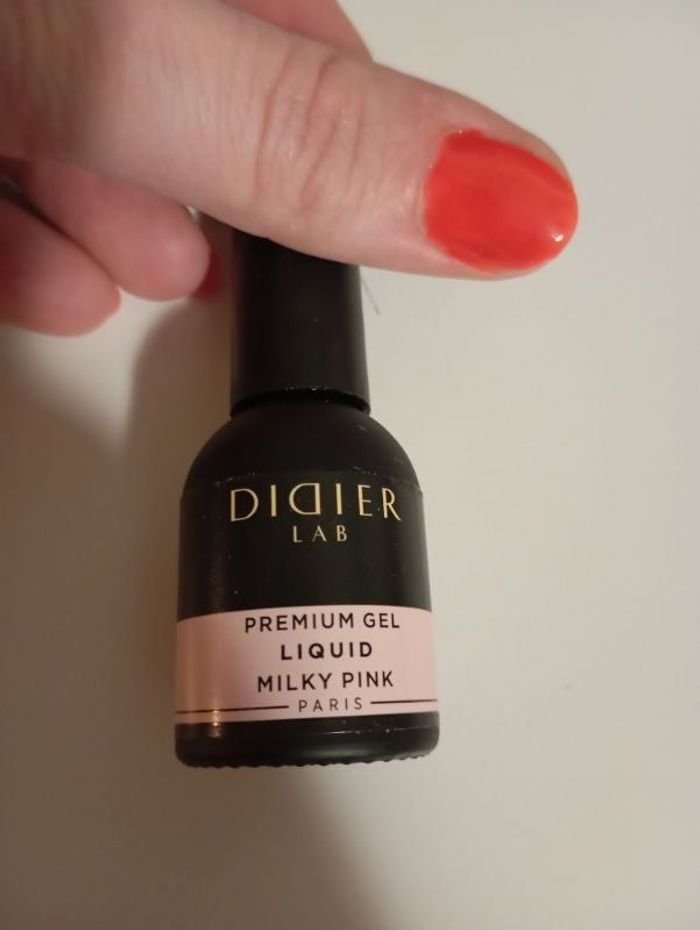 DIDIER
LAB
PREMIUM GEL
LIQUID
MILKY PINK
PARIS